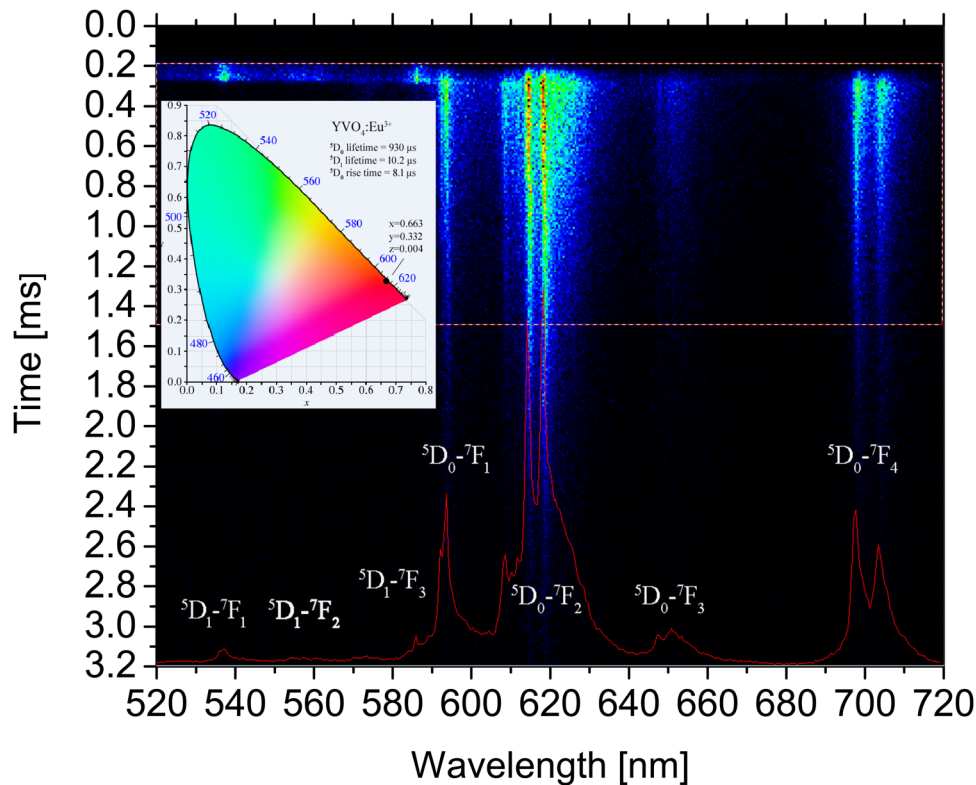 0.0
0.2
0.4
0.6
0.8
1.0
1.2
1.4
1.6
1.8
2.0
2.2
2.4
2.6
2.8
3.0
3.2
Time [ms]
520 540 560 580 600 620 640 660 680 700 720
Wavelength [nm]
YVO₄:Eu³⁺
⁵D₀ lifetime = 930 μs
⁵D₁ lifetime = 10.2 μs
⁵D₀ rise time = 8.1 μs
x=0.663
y=0.332
z=0.004
0.9
0.8
0.7
0.6
0.5
0.4
0.3
0.2
0.1
0.0
0.0 0.1 0.2 0.3 0.4 0.5 0.6 0.7 0.8
x
520
540
560
580
600
620
500
480
460
⁵D₀-⁷F₁
⁵D₀-⁷F₄
⁵D₁-⁷F₃
⁵D₁-⁷F₁
⁵D₁-⁷F₂
⁵D₀-⁷F₂
⁵D₀-⁷F₃